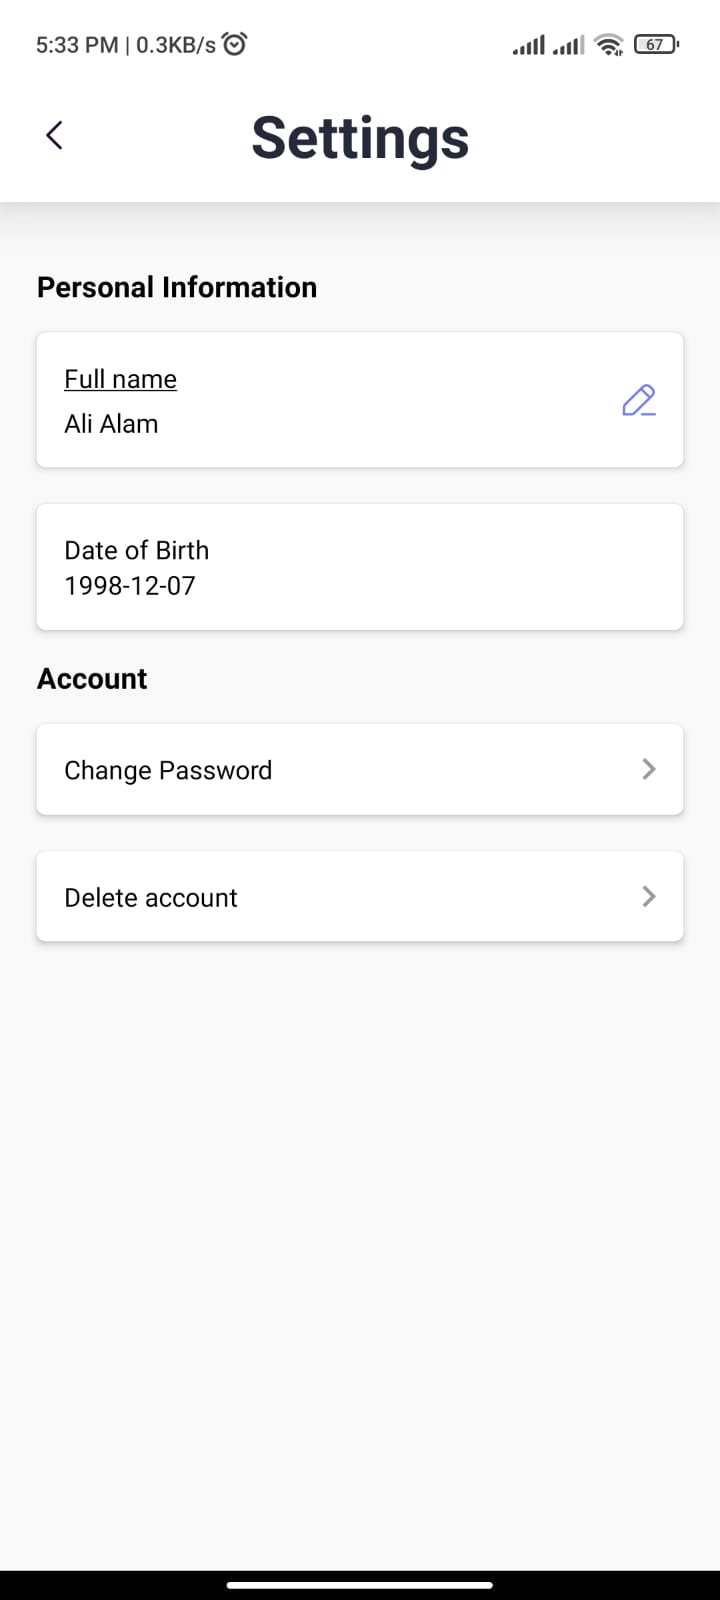 5:33 PM | 0.3KB/s 67
Settings
Personal Information
Full name
Ali Alam
Date of Birth
1998-12-07
Account
Change Password
Delete account